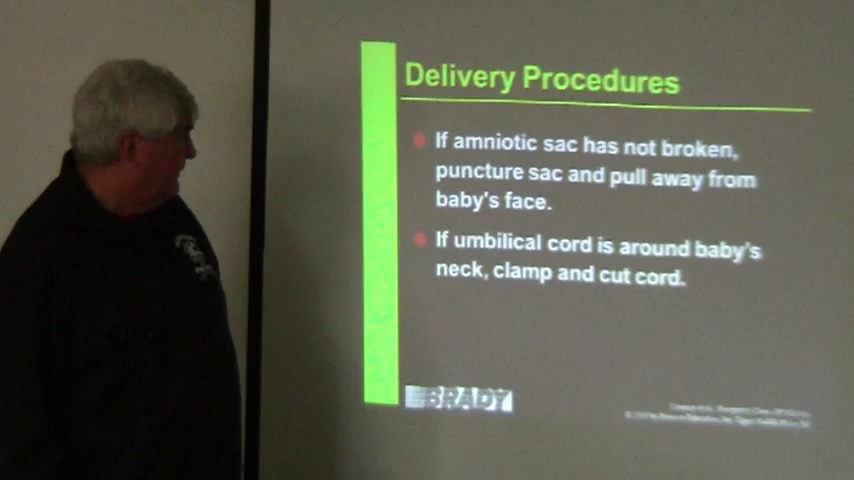 Delivery Procedures
If amniotic sac has not broken,
puncture sac and pull away from
baby's face.
If umbilical cord is around baby's
neck, clamp and cut cord.
BRADY